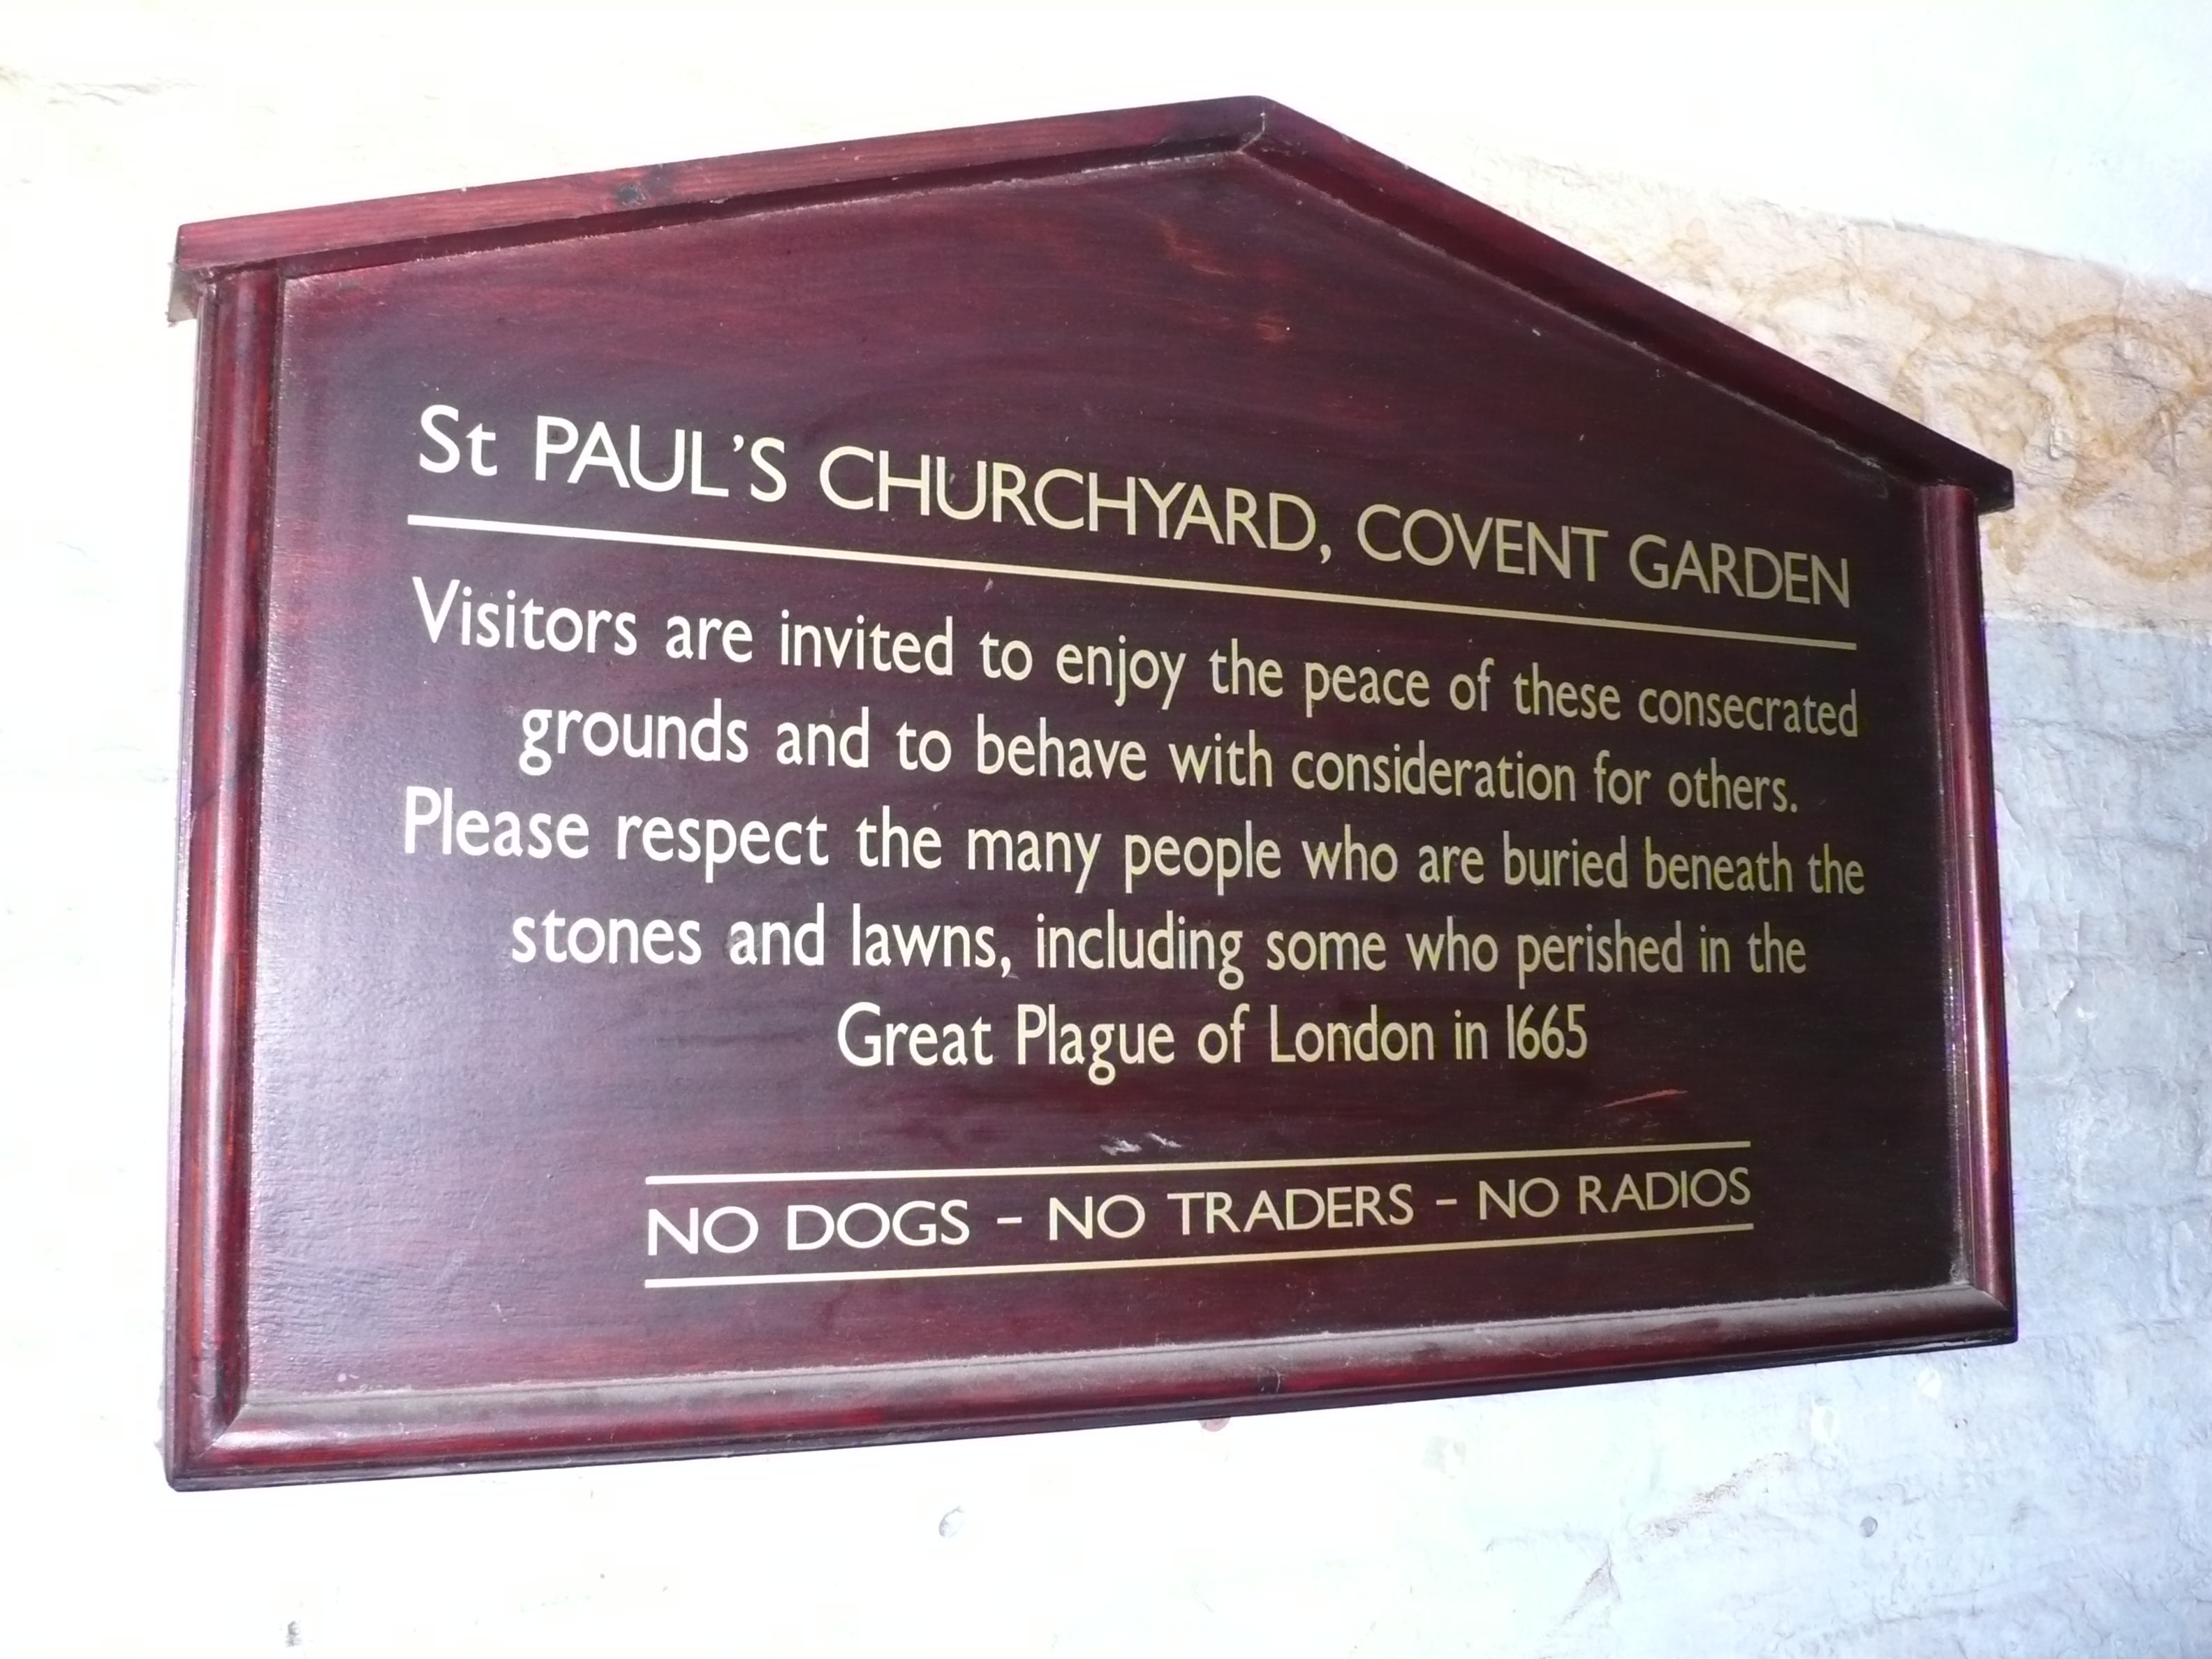 St PAUL'S CHURCHYARD, COVENT GARDEN
Visitors are invited to enjoy the peace of these consecrated
grounds and to behave with consideration for others.
Please respect the many people who are buried beneath the
stones and lawns, including some who perished in the
Great Plague of London in 1665
NO DOGS – NO TRADERS – NO RADIOS